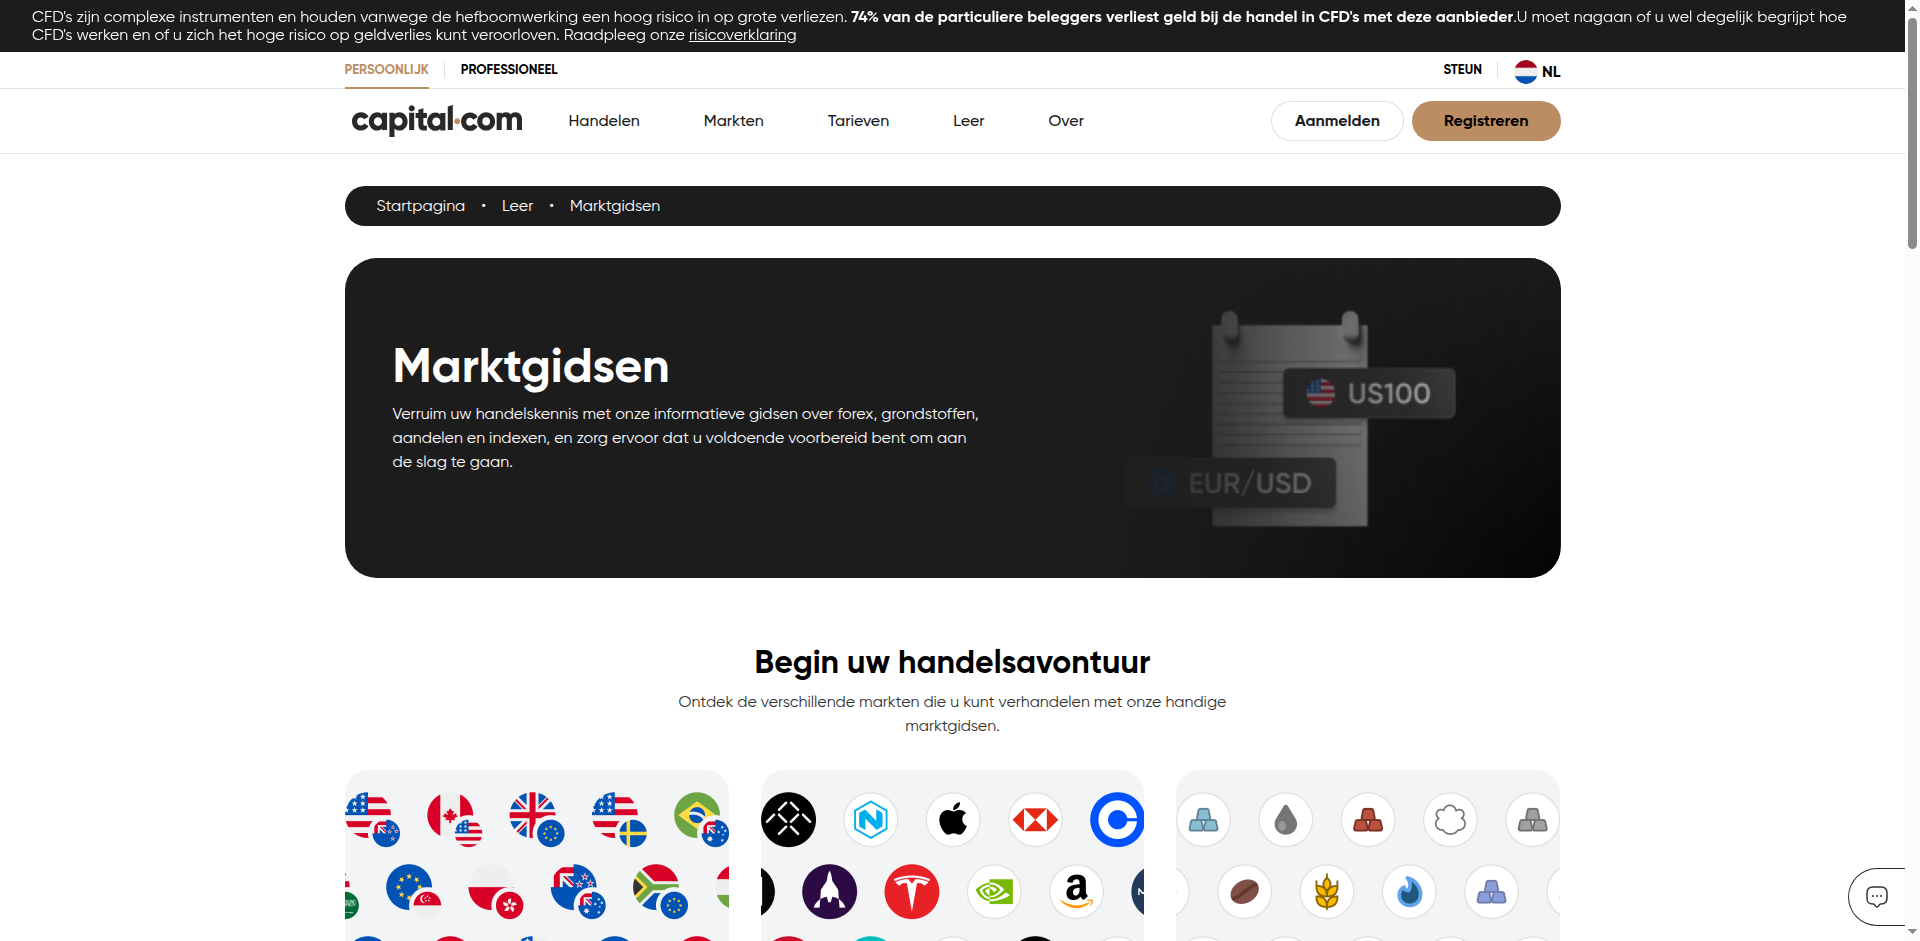 CFD's zijn complexe instrumenten en houden vanwege de hefboomwerking een hoog risico in op grote verliezen. 74% van de particuliere beleggers verliest geld bij de handel in CFD's met deze aanbieder.U moet nagaan of u wel degelijk begrijpt hoe
CFD's werken en of u zich het hoge risico op geldverlies kunt veroorloven. Raadpleeg onze risicoverklaring
PERSOONLIJK PROFESSIONEEL STEUN NL
capital.com Handelen Markten Tarieven Leer Over Aanmelden Registreren
Startpagina • Leer • Marktgidsen
Marktgidsen
Verruim uw handelskennis met onze informatieve gidsen over forex, grondstoffen,
aandelen en indexen, en zorg ervoor dat u voldoende voorbereid bent om aan
de slag te gaan.
US100
EUR/USD
Begin uw handelsavontuur
Ontdek de verschillende markten die u kunt verhandelen met onze handige
marktgidsen.